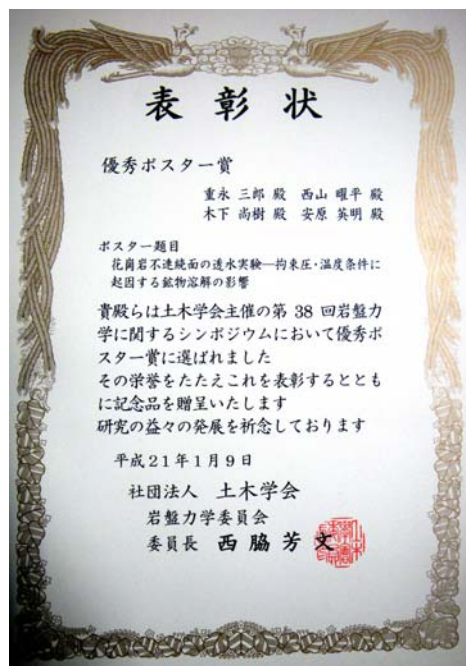 表彰状
優秀ポスター賞
重永 三郎 殿 西山 曜平 殿
木下 尚樹 殿 安原 英明 殿
ポスター題目
花崗岩不連続面の透水実験―拘束圧・温度条件に
起因する鉱物溶解の影響
貴殿らは土木学会主催の第 38 回岩盤力
学に関するシンポジウムにおいて優秀ポ
スター賞に選ばれました
その栄誉をたたえこれを表彰するととも
に記念品を贈呈いたします
研究の益々の発展を祈念しております
平成21年1月9日
社団法人 土木学会
岩盤力学委員会
委員長 西脇芳文